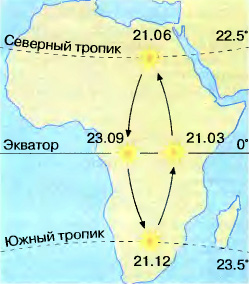 21.06
Северный тропик 22.5°
23.09 21.03
Экватор 0°
Южный тропик
21.12 23.5°